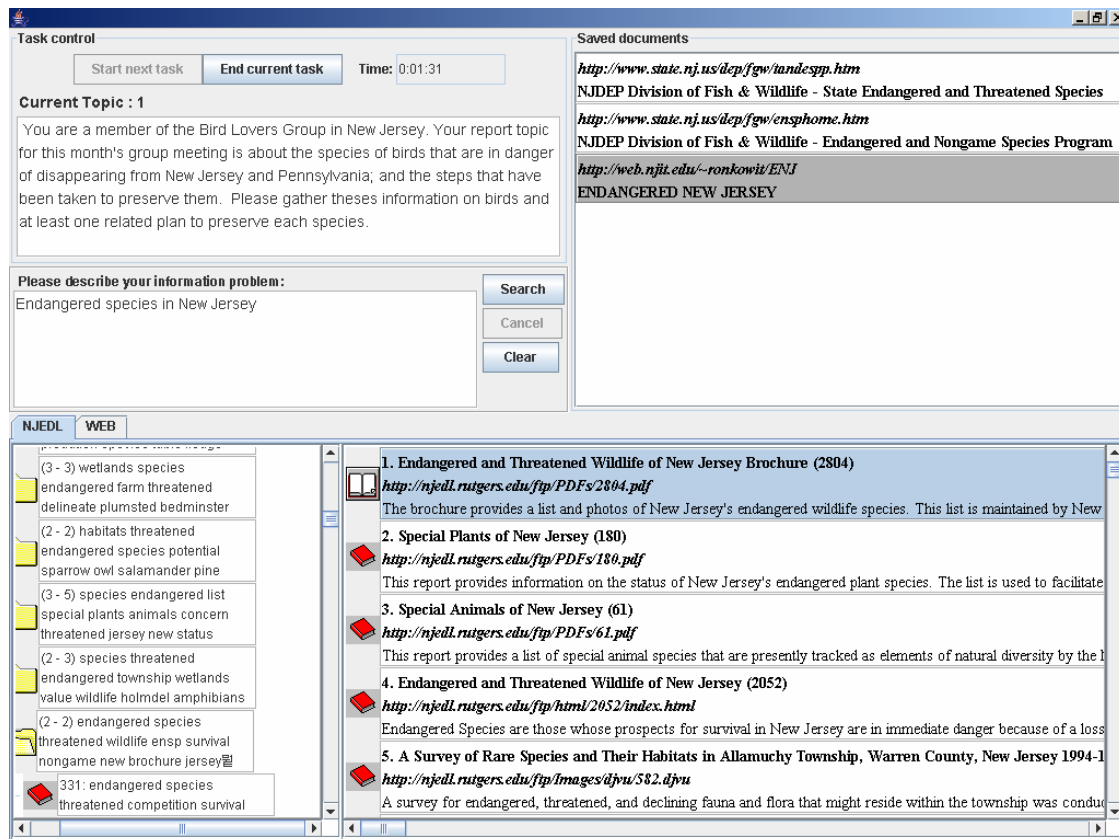 Task control
Start next task
End current task
Time: 0:01:31
Current Topic : 1
You are a member of the Bird Lovers Group in New Jersey. Your report topic
for this month's group meeting is about the species of birds that are in danger
of disappearing from New Jersey and Pennsylvania; and the steps that have
been taken to preserve them.  Please gather theses information on birds and
at least one related plan to preserve each species.
Saved documents
http://www.state.nj.us/dep/fgw/tandespp.htm
NJDEP Division of Fish & Wildlife - State Endangered and Threatened Species
http://www.state.nj.us/dep/fgw/ensphome.htm
NJDEP Division of Fish & Wildlife - Endangered and Nongame Species Program
http://web.njit.edu/~ronkowit/ENJ
ENDANGERED NEW JERSEY
Please describe your information problem:
Endangered species in New Jersey
Search
Cancel
Clear
NJEDL
WEB
(3 - 3) wetlands species
endangered farm threatened
delineate plumsted bedminster
(2 - 2) habitats threatened
endangered species potential
sparrow owl salamander pine
(3 - 5) species endangered list
special plants animals concern
threatened jersey new status
(2 - 3) species threatened
endangered township wetlands
value wildlife holmdel amphibians
(2 - 2) endangered species
threatened wildlife ensp survival
nongame new brochure jersey
331: endangered species
threatened competition survival
1. Endangered and Threatened Wildlife of New Jersey Brochure (2804)
http://njedl.rutgers.edu/ftp/PDFs/2804.pdf
The brochure provides a list and photos of New Jersey's endangered wildlife species. This list is maintained by New
2. Special Plants of New Jersey (180)
http://njedl.rutgers.edu/ftp/PDFs/180.pdf
This report provides information on the status of New Jersey's endangered plant species. The list is used to facilitate
3. Special Animals of New Jersey (61)
http://njedl.rutgers.edu/ftp/PDFs/61.pdf
This report provides a list of special animal species that are presently tracked as elements of natural diversity by the
4. Endangered and Threatened Wildlife of New Jersey (2052)
http://njedl.rutgers.edu/ftp/html/2052/index.html
Endangered Species are those whose prospects for survival in New Jersey are in immediate danger because of a loss
5. A Survey of Rare Species and Their Habitats in Allamuchy Township, Warren County, New Jersey 1994-1
http://njedl.rutgers.edu/ftp/Images/djvu/582.djvu
A survey for endangered, threatened, and declining fauna and flora that might reside within the township was